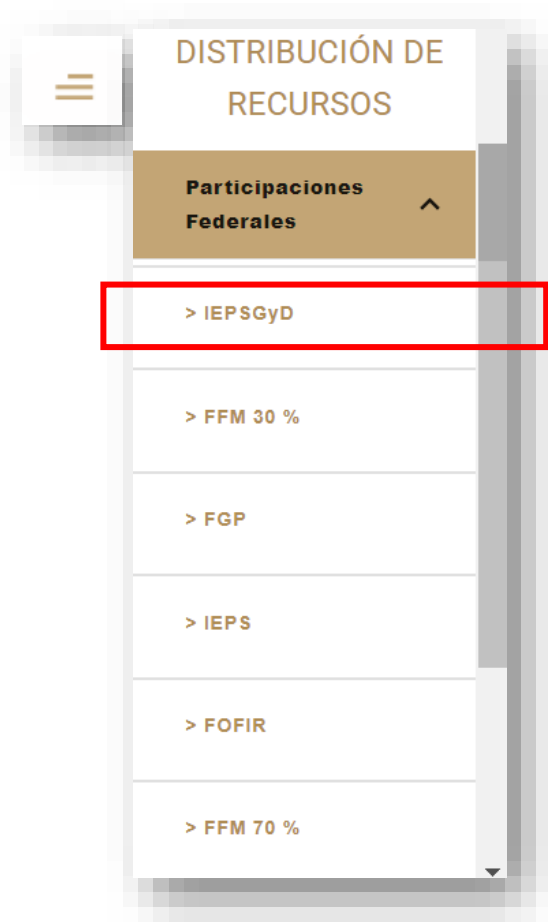 DISTRIBUCIÓN DE
RECURSOS
Participaciones
Federales
> IEPSGyD
> FFM 30 %
> FGP
> IEPS
> FOFIR
> FFM 70 %